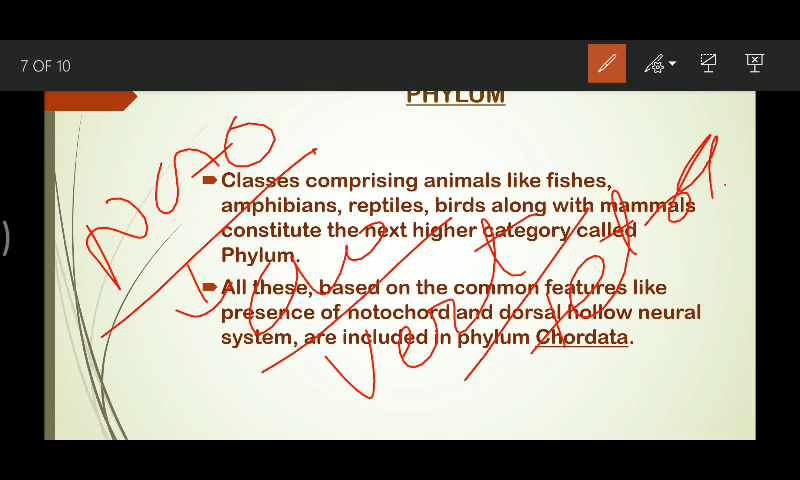 7 OF 10
PHYLUM
Classes comprising animals like fishes,
amphibians, reptiles, birds along with mammals
constitute the next higher category called
Phylum.
All these, based on the common features like
presence of notochord and dorsal hollow neural
system, are included in phylum Chordata.